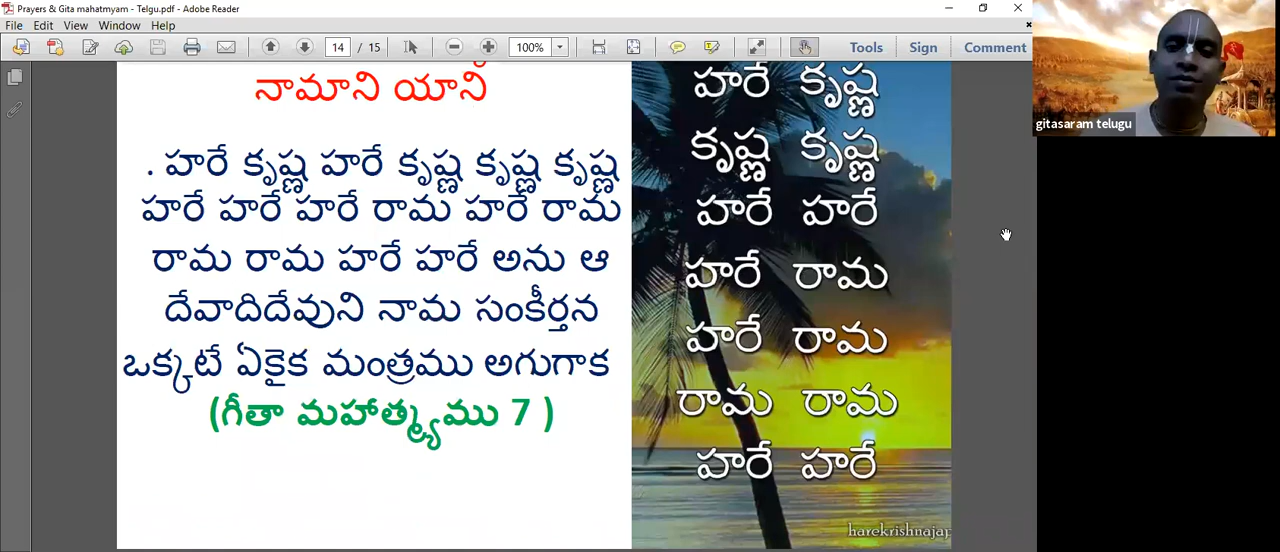 Prayers & Gita mahatmyam - Telgu.pdf - Adobe Reader
File Edit View Window Help
14 / 15 100% Tools Sign Comment
gitasaram telugu
నామాని యాని
. హరే కృష్ణ హరే కృష్ణ కృష్ణ కృష్ణ
హరే హరే హరే రామ హరే రామ
రామ రామ హరే హరే అను ఆ
దేవాదిదేవుని నామ సంకీర్తన
ఒక్కటే ఏకైక మంత్రము అగుగాక
(గీతా మహాత్మ్యము 7 )
హరే కృష్ణ
కృష్ణ కృష్ణ
హరే హరే
హరే రామ
హరే రామ
రామ రామ
హరే హరే
harekrishnajap